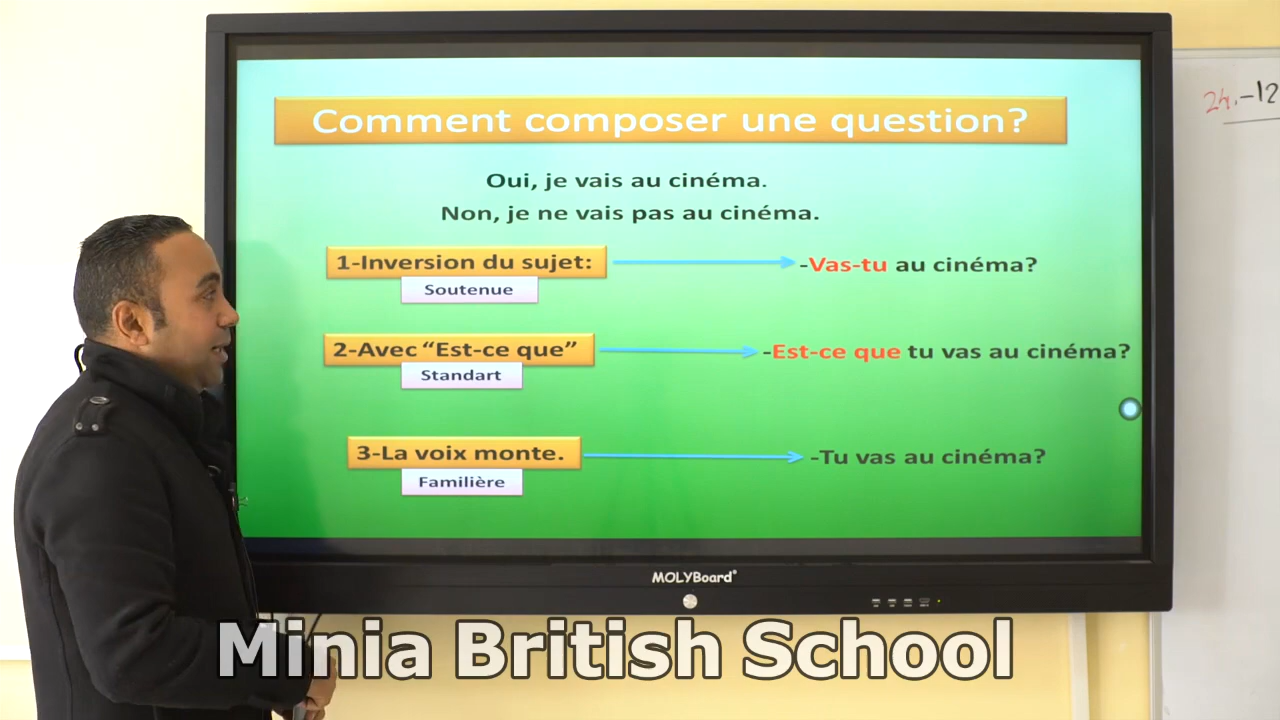 Comment composer une question?
Oui, je vais au cinéma.
Non, je ne vais pas au cinéma.
1-Inversion du sujet:
Soutenue
-Vas-tu au cinéma?
2-Avec “Est-ce que”
Standart
-Est-ce que tu vas au cinéma?
3-La voix monte.
Familière
-Tu vas au cinéma?
24.-12
MOLYBoard
Minia British School